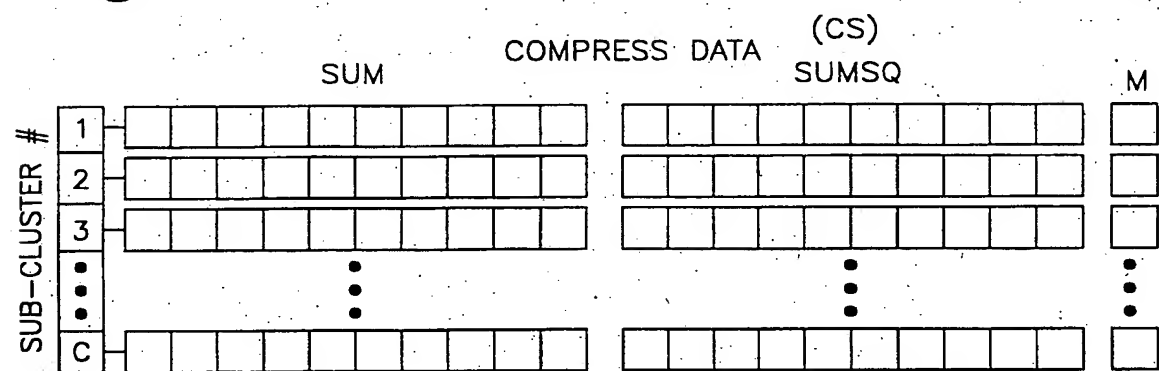 (CS)
COMPRESS DATA
SUM
SUMSQ
M
SUB-CLUSTER #
1
2
3
C